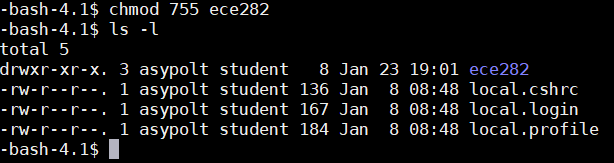 -bash-4.1$ chmod 755 ece282
-bash-4.1$ ls -l
total 5
drwxr-xr-x. 3 asypolt student   8 Jan 23 19:01 ece282
-rw-r--r--. 1 asypolt student 136 Jan  8 08:48 local.cshrc
-rw-r--r--. 1 asypolt student 167 Jan  8 08:48 local.login
-rw-r--r--. 1 asypolt student 184 Jan  8 08:48 local.profile
-bash-4.1$